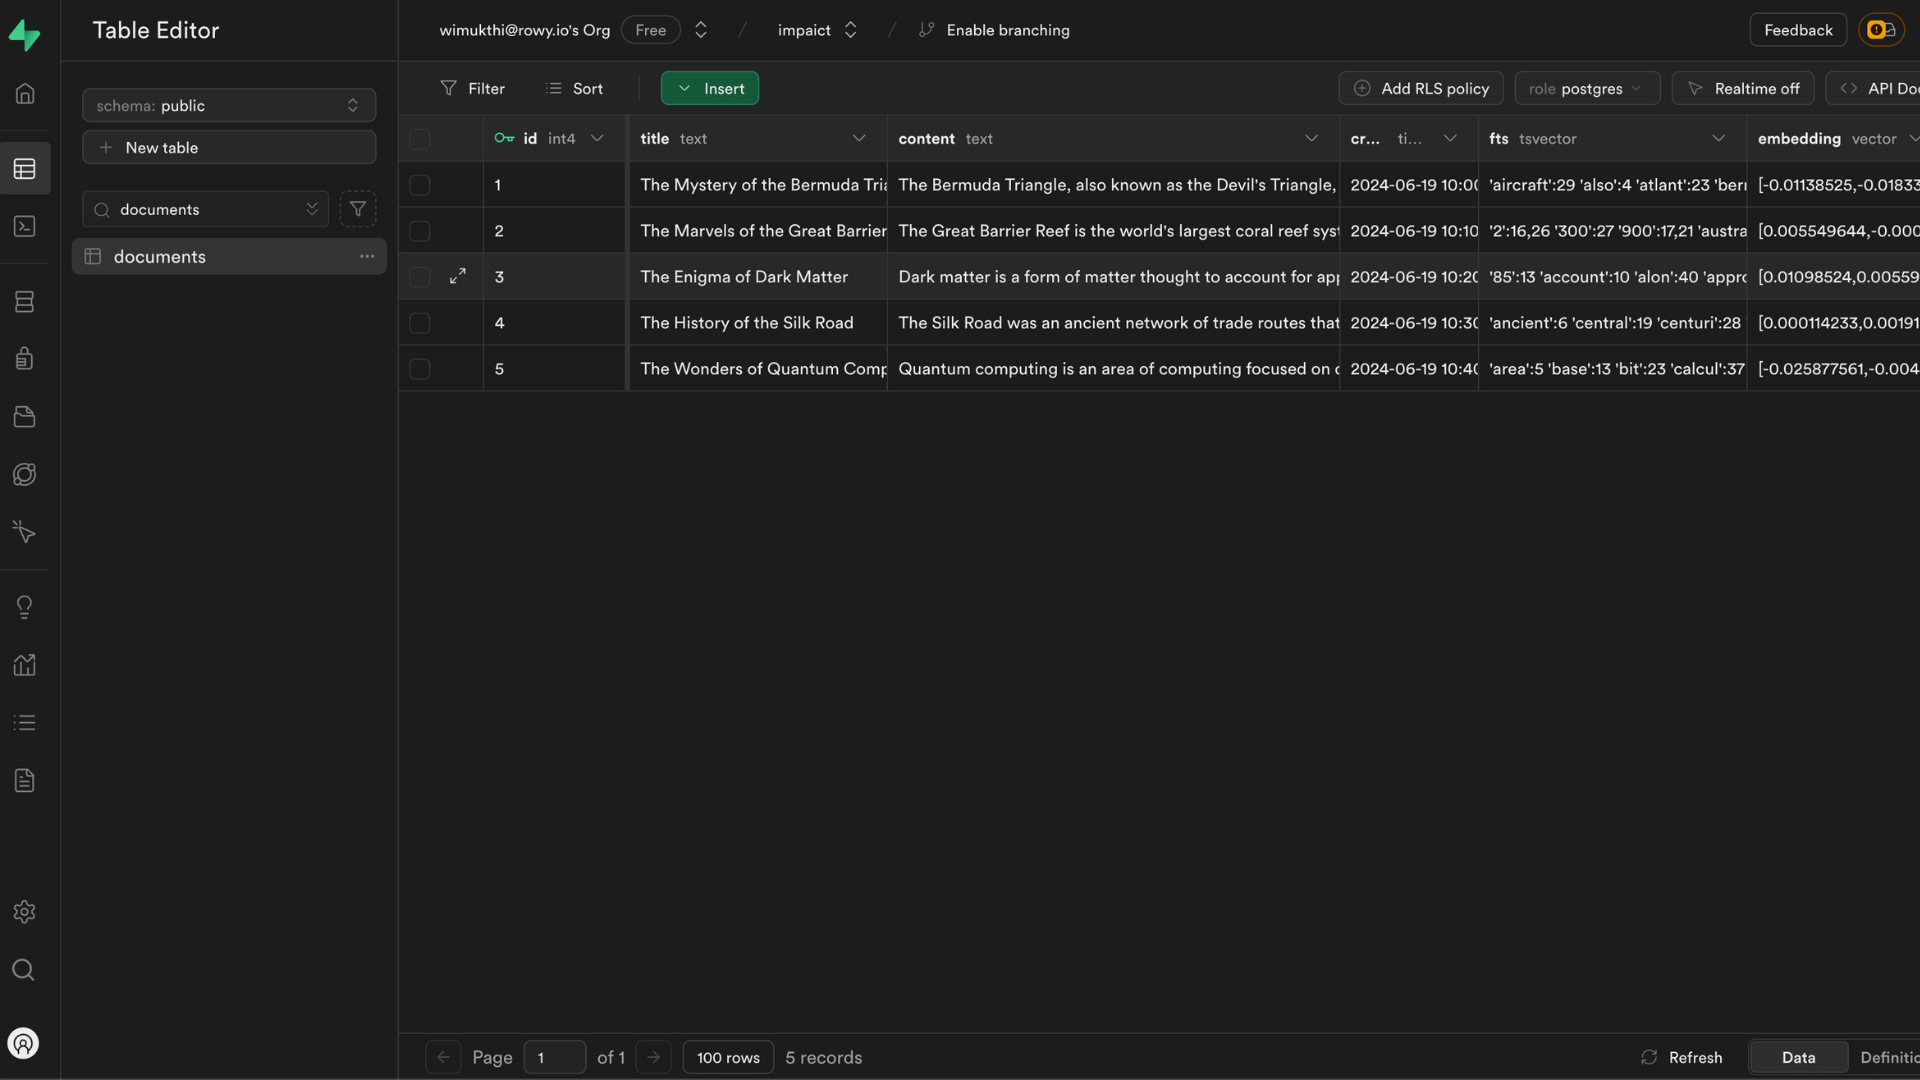 Table Editor
wimukthi@rowy.io's Org Free / impaict / Enable branching
Feedback
schema: public
New table
documents
documents
Filter Sort Insert Add RLS policy role postgres Realtime off API Doc
id int4 title text content text cr... ti... fts tsvector embedding vector
1 The Mystery of the Bermuda Tria The Bermuda Triangle, also known as the Devil's Triangle, 2024-06-19 10:00 'aircraft':29 'also':4 'atlant':23 'ber [-0.01138525,-0.01833
2 The Marvels of the Great Barrier The Great Barrier Reef is the world's largest coral reef syst 2024-06-19 10:10 '2':16,26 '300':27 '900':17,21 'austra [0.005549644,-0.000
3 The Enigma of Dark Matter Dark matter is a form of matter thought to account for app 2024-06-19 10:20 '85':13 'account':10 'alon':40 'appro [0.01098524,0.00559
4 The History of the Silk Road The Silk Road was an ancient network of trade routes that 2024-06-19 10:30 'ancient':6 'central':19 'centuri':28 [0.000114233,0.00191
5 The Wonders of Quantum Comp Quantum computing is an area of computing focused on 2024-06-19 10:40 'area':5 'base':13 'bit':23 'calcul':37 [-0.025877561,-0.004
Page 1 of 1 100 rows 5 records Refresh Data Definitio